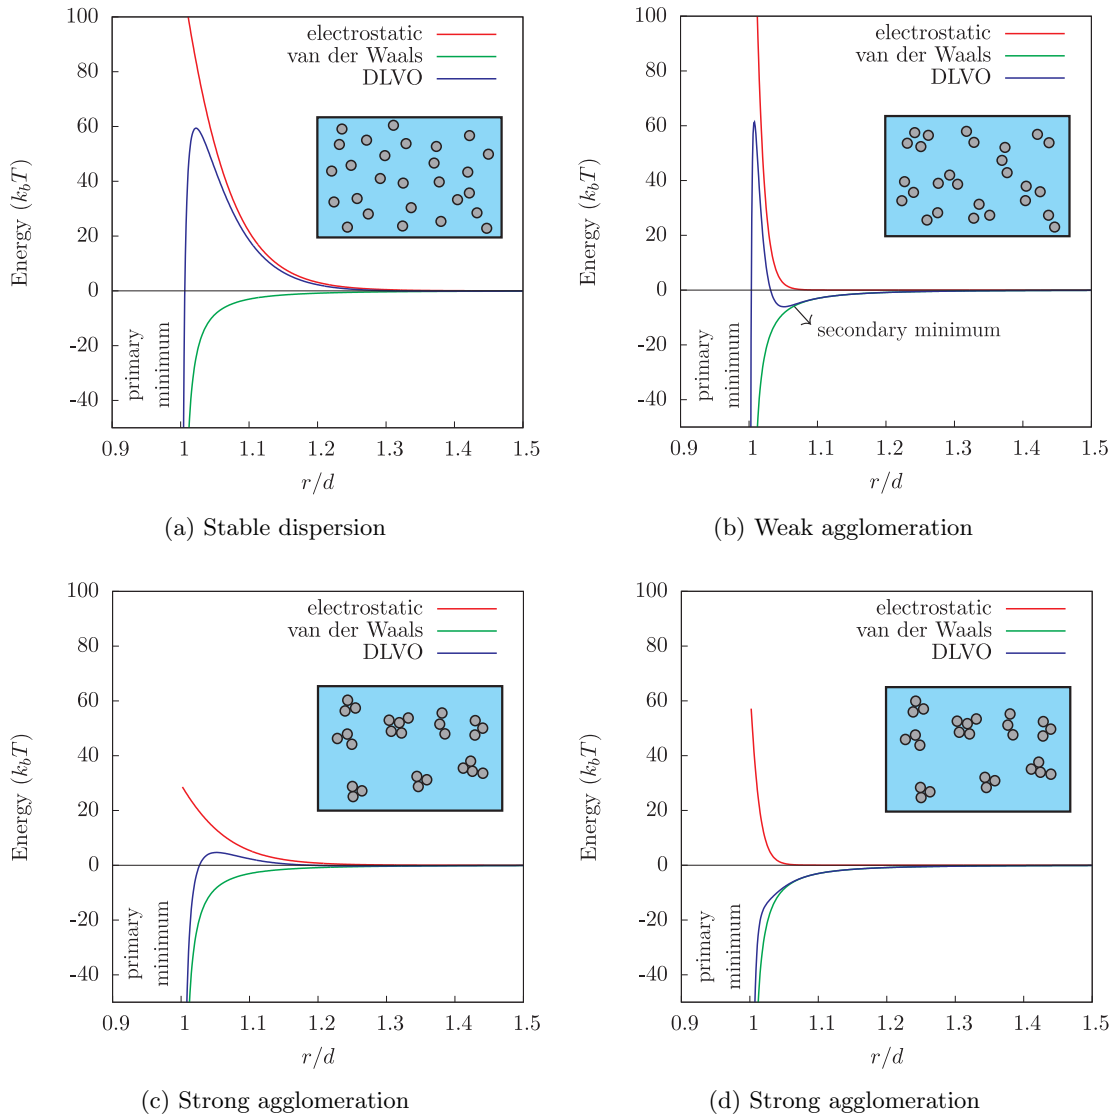 100
80
60
40
20
0
-20
-40
0.9
1
1.1
1.2
1.3
1.4
1.5
Energy (k_bT)
r/d
electrostatic
van der Waals
DLVO
primary
minimum
(a) Stable dispersion
100
80
60
40
20
0
-20
-40
0.9
1
1.1
1.2
1.3
1.4
1.5
Energy (k_bT)
r/d
electrostatic
van der Waals
DLVO
secondary minimum
primary
minimum
(b) Weak agglomeration
100
80
60
40
20
0
-20
-40
0.9
1
1.1
1.2
1.3
1.4
1.5
Energy (k_bT)
r/d
electrostatic
van der Waals
DLVO
primary
minimum
(c) Strong agglomeration
100
80
60
40
20
0
-20
-40
0.9
1
1.1
1.2
1.3
1.4
1.5
Energy (k_bT)
r/d
electrostatic
van der Waals
DLVO
primary
minimum
(d) Strong agglomeration